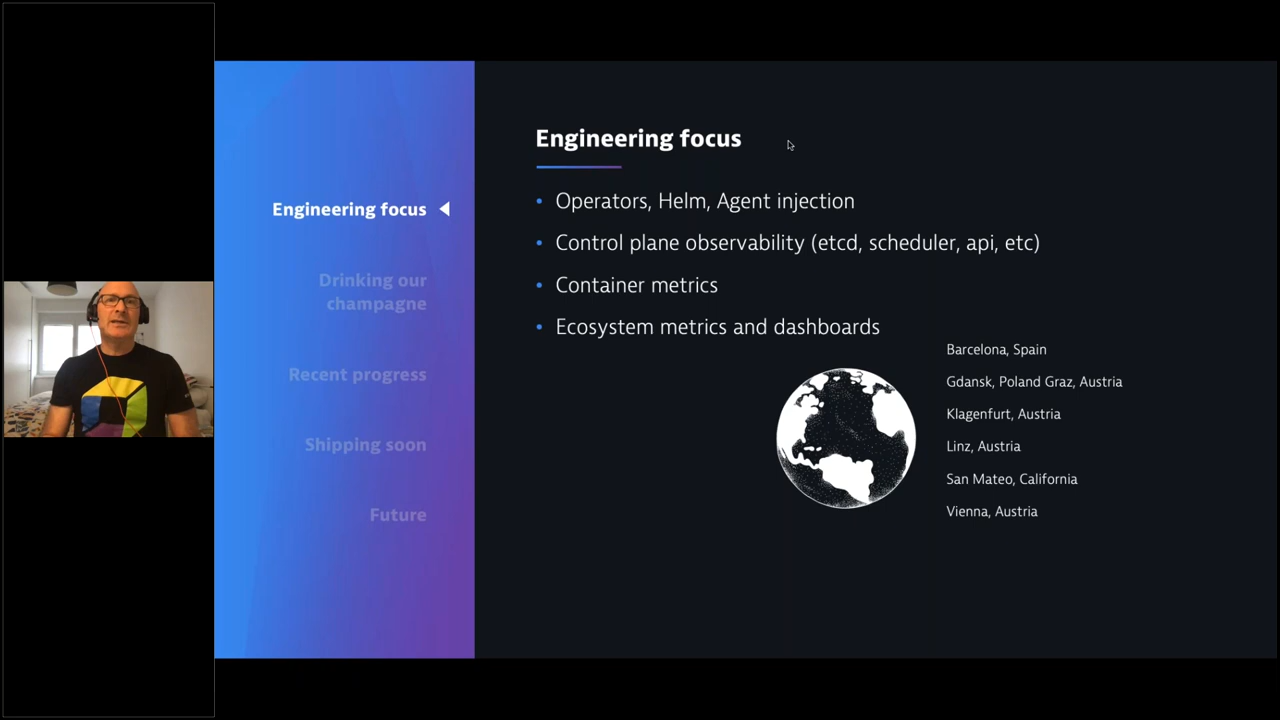 Engineering focus
Drinking our
champagne
Recent progress
Shipping soon
Future
Engineering focus
• Operators, Helm, Agent injection
• Control plane observability (etcd, scheduler, api, etc)
• Container metrics
• Ecosystem metrics and dashboards
Barcelona, Spain
Gdansk, Poland Graz, Austria
Klagenfurt, Austria
Linz, Austria
San Mateo, California
Vienna, Austria